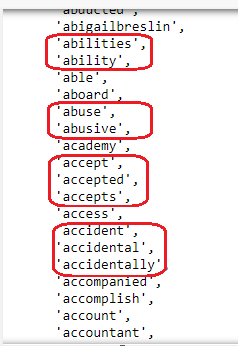 'abducted',
'abigailbreslin',
'abilities',
'ability',
'able',
'aboard',
'abuse',
'abusive',
'academy',
'accept',
'accepted',
'accepts',
'access',
'accident',
'accidental',
'accidentally'
'accompanied',
'accomplish',
'account',
'accountant',